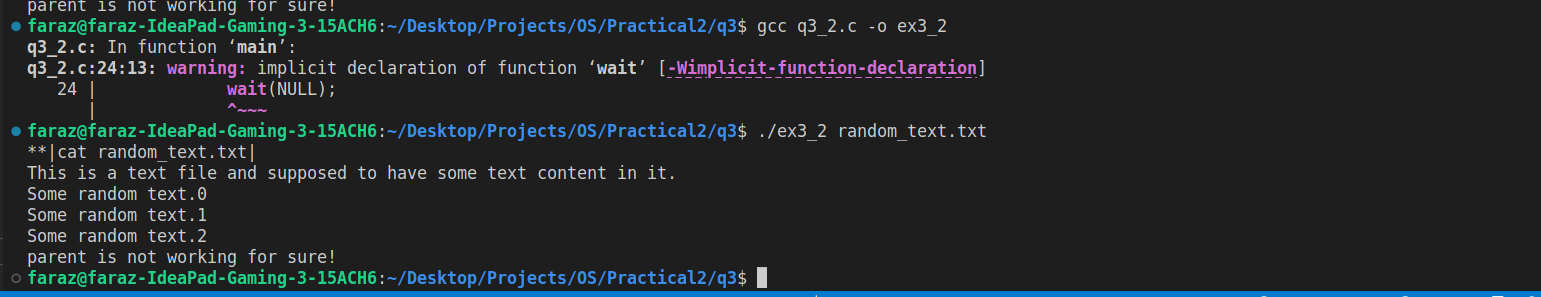 parent is not working for sure!
faraz@faraz-IdeaPad-Gaming-3-15ACH6:~/Desktop/Projects/OS/Practical2/q3$ gcc q3_2.c -o ex3_2
q3_2.c: In function ‘main’:
q3_2.c:24:13: warning: implicit declaration of function ‘wait’ [-Wimplicit-function-declaration]
   24 |             wait(NULL);
      |             ^~~~
faraz@faraz-IdeaPad-Gaming-3-15ACH6:~/Desktop/Projects/OS/Practical2/q3$ ./ex3_2 random_text.txt
**|cat random_text.txt|
This is a text file and supposed to have some text content in it.
Some random text.0
Some random text.1
Some random text.2
parent is not working for sure!
faraz@faraz-IdeaPad-Gaming-3-15ACH6:~/Desktop/Projects/OS/Practical2/q3$